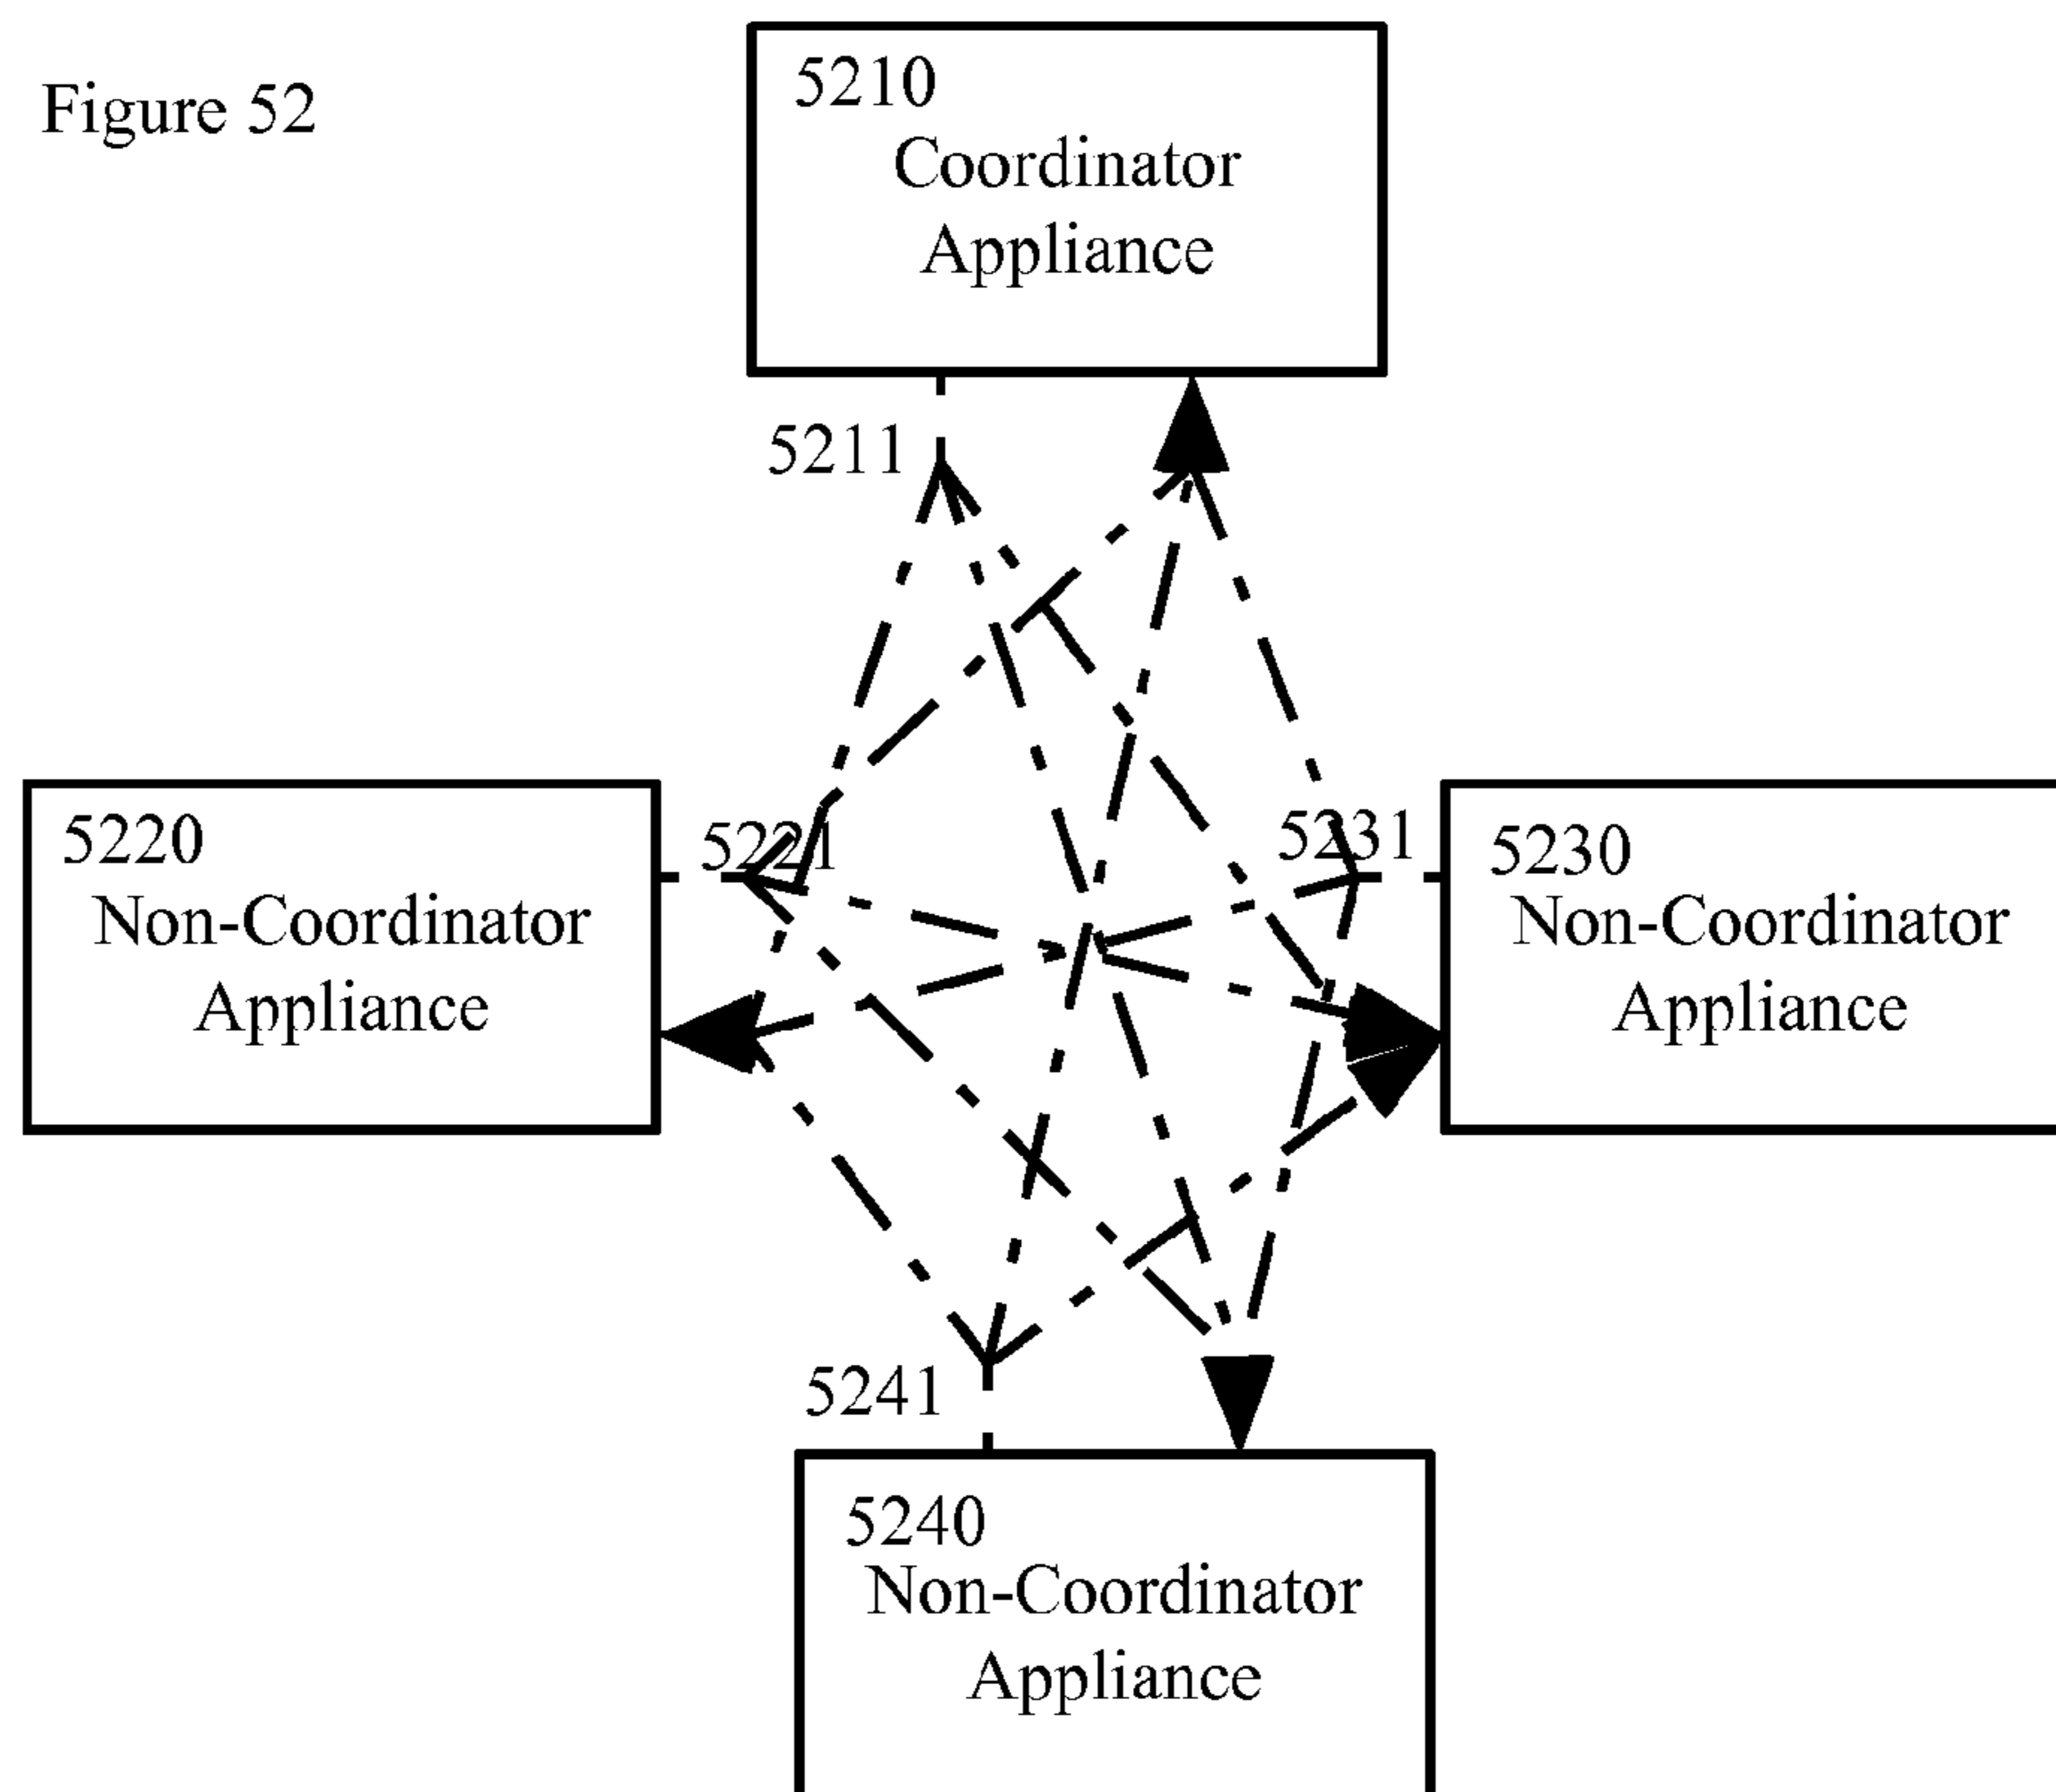 Figure 52
5210
Coordinator
Appliance
5211
5220
Non-Coordinator
Appliance
5221
5231
5230
Non-Coordinator
Appliance
5241
5240
Non-Coordinator
Appliance